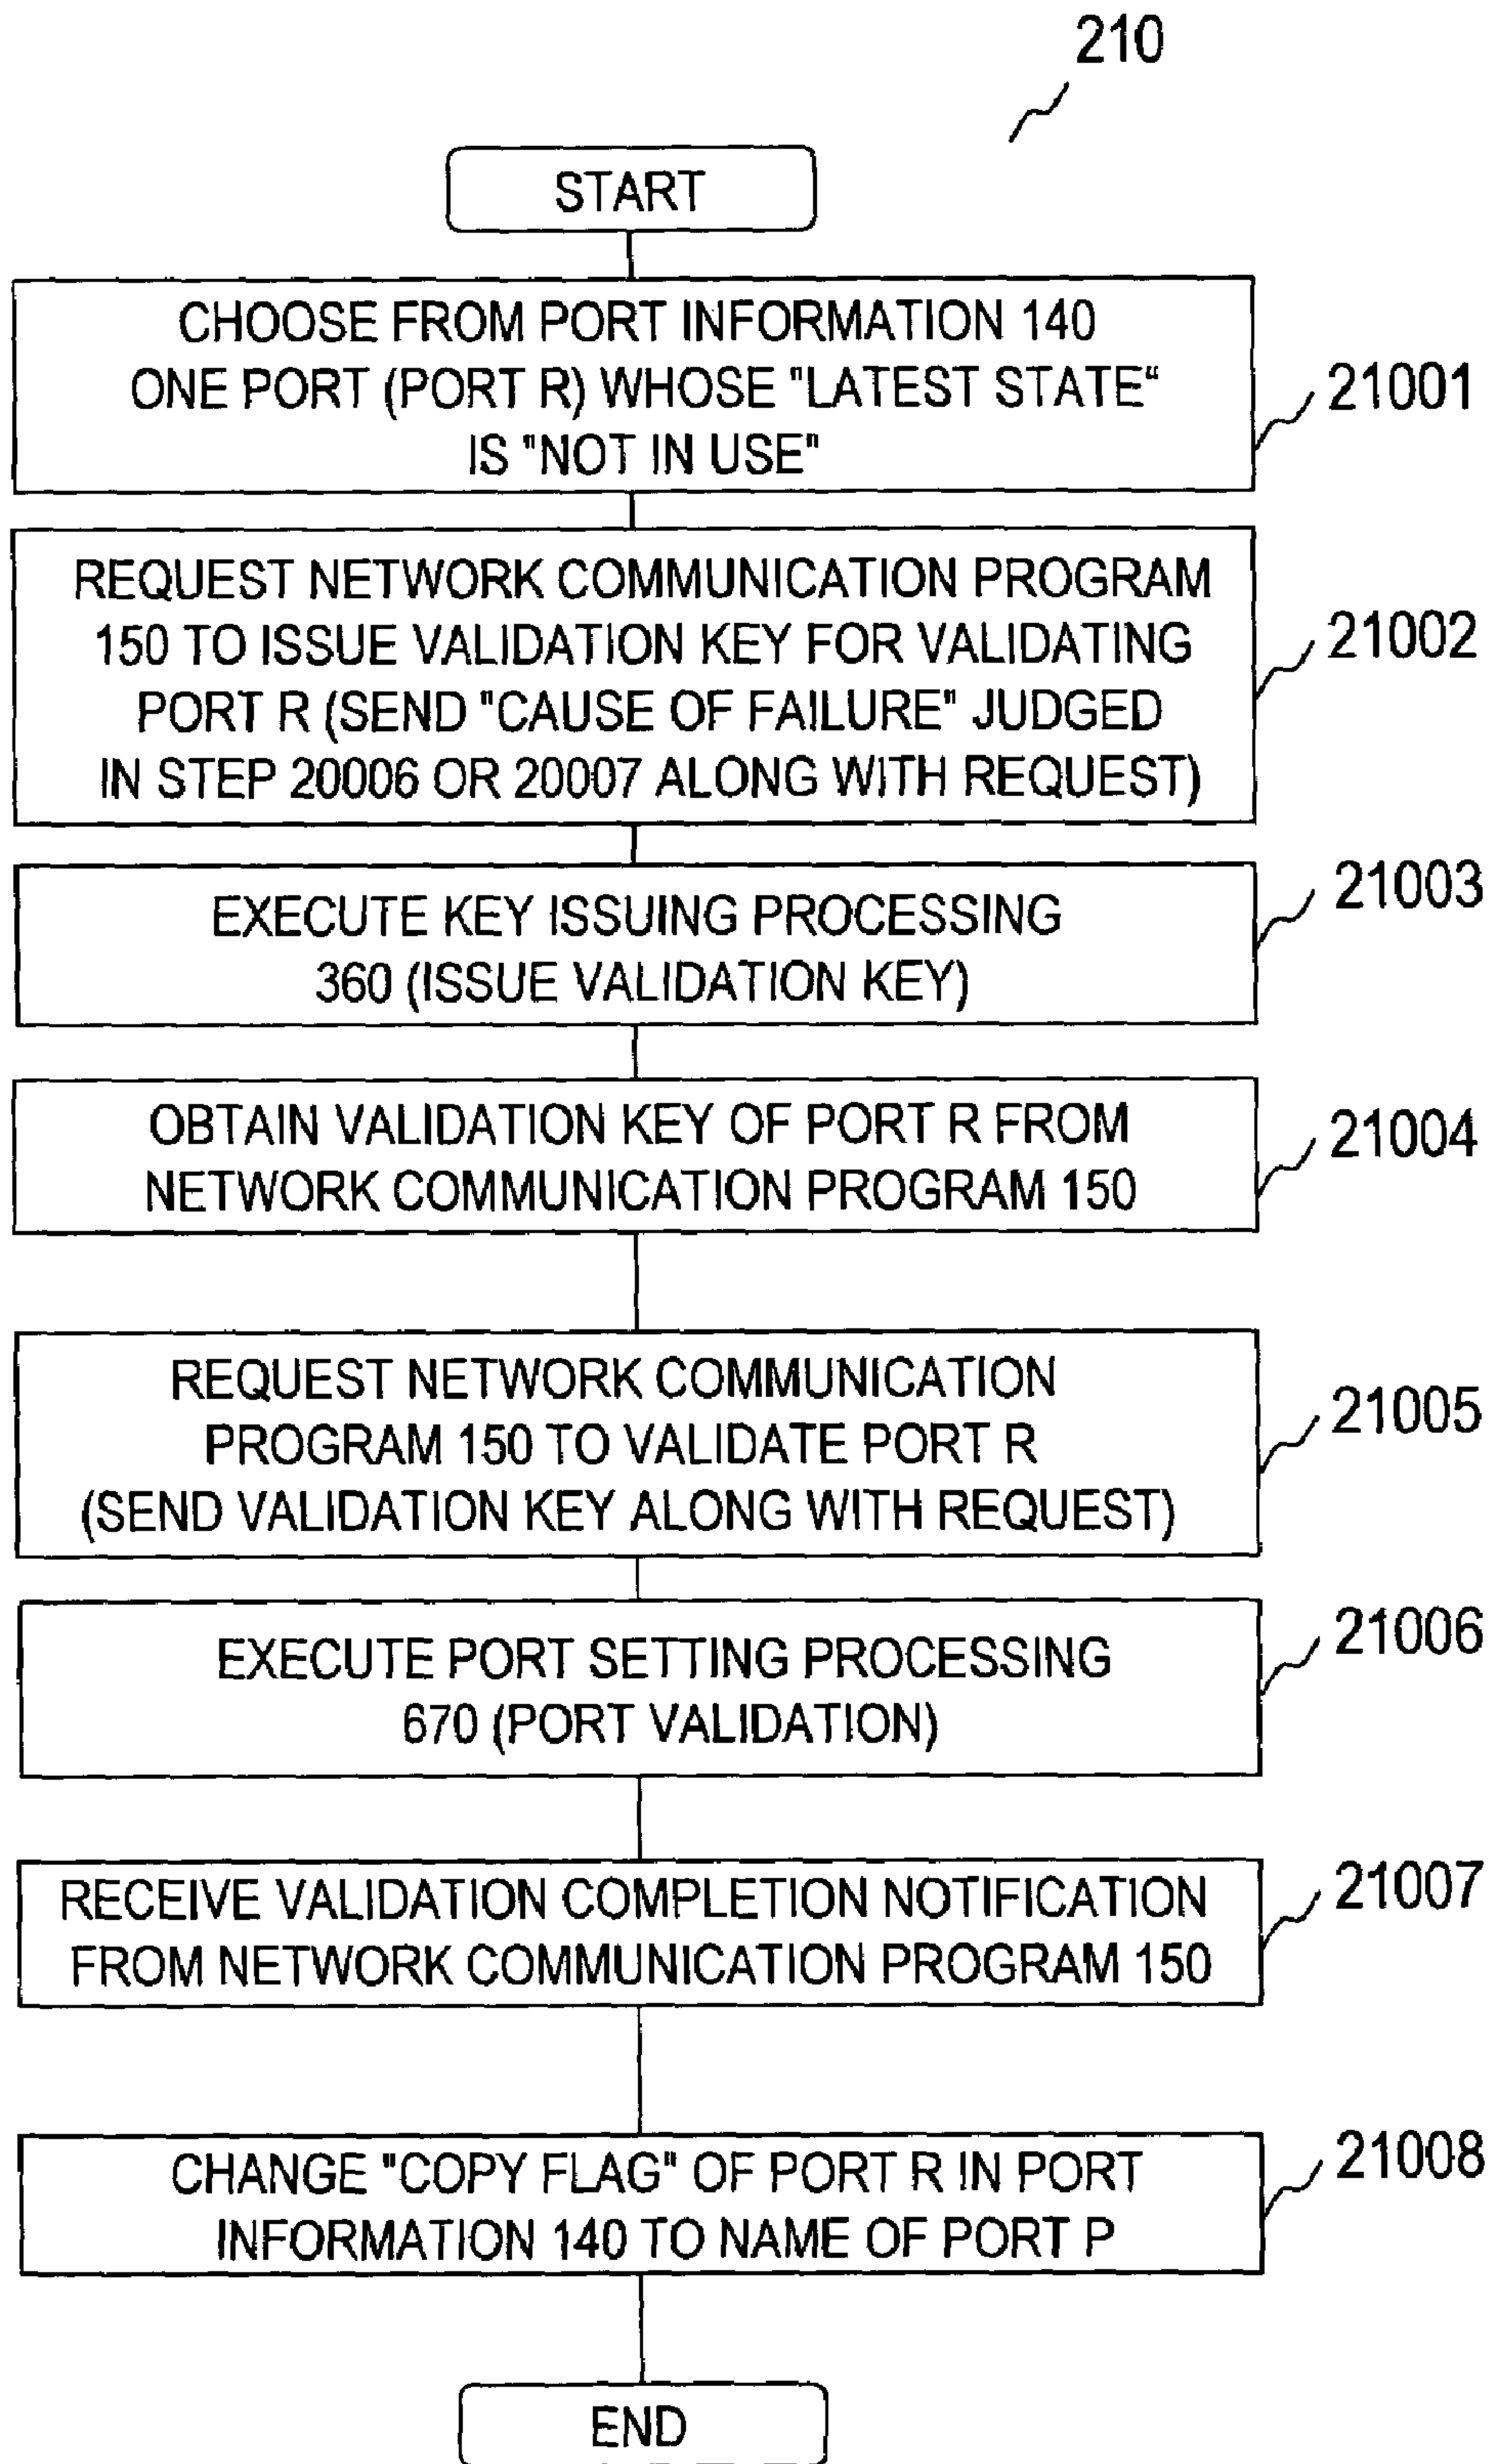 210
START
CHOOSE FROM PORT INFORMATION 140
ONE PORT (PORT R) WHOSE "LATEST STATE"
IS "NOT IN USE"
21001
REQUEST NETWORK COMMUNICATION PROGRAM
150 TO ISSUE VALIDATION KEY FOR VALIDATING
PORT R (SEND "CAUSE OF FAILURE" JUDGED
IN STEP 20006 OR 20007 ALONG WITH REQUEST)
21002
EXECUTE KEY ISSUING PROCESSING
360 (ISSUE VALIDATION KEY)
21003
OBTAIN VALIDATION KEY OF PORT R FROM
NETWORK COMMUNICATION PROGRAM 150
21004
REQUEST NETWORK COMMUNICATION
PROGRAM 150 TO VALIDATE PORT R
(SEND VALIDATION KEY ALONG WITH REQUEST)
21005
EXECUTE PORT SETTING PROCESSING
670 (PORT VALIDATION)
21006
RECEIVE VALIDATION COMPLETION NOTIFICATION
FROM NETWORK COMMUNICATION PROGRAM 150
21007
CHANGE "COPY FLAG" OF PORT R IN PORT
INFORMATION 140 TO NAME OF PORT P
21008
END